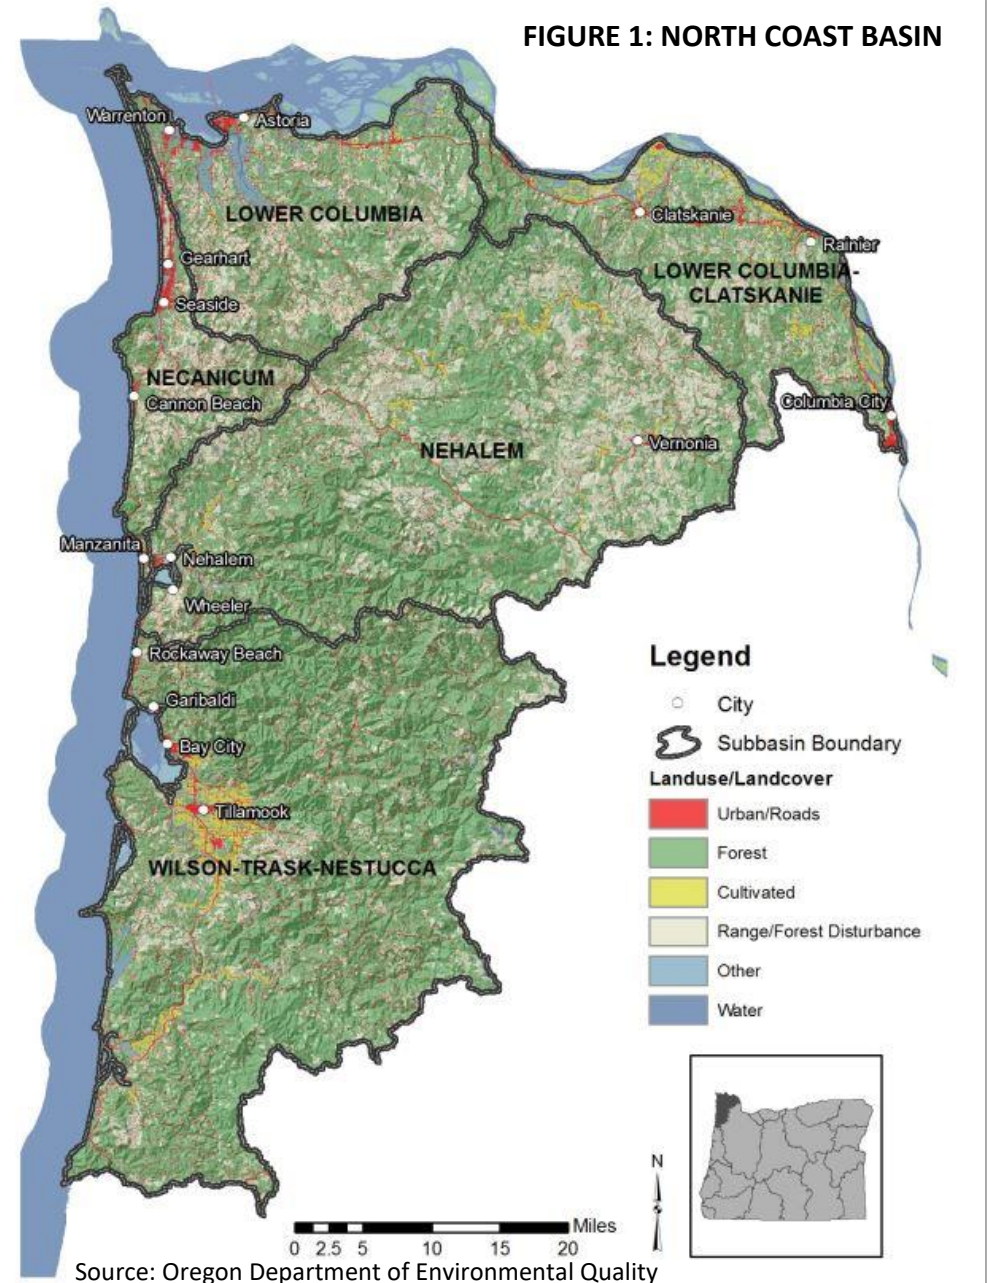 FIGURE 1: NORTH COAST BASIN
Warrenton
Astoria
LOWER COLUMBIA
Clatskanie
Rainier
Gearhart
LOWER COLUMBIA-
CLATSKANIE
Seaside
NECANICUM
Cannon Beach
Columbia City
NEHALEM
Vernonia
Manzanita
Nehalem
Wheeler
Rockaway Beach
Garibaldi
Bay City
Tillamook
WILSON-TRASK-NESTUCCA
Legend
City
Subbasin Boundary
Landuse/Landcover
Urban/Roads
Forest
Cultivated
Range/Forest Disturbance
Other
Water
N
Miles
0 2.5 5 10 15 20
Source: Oregon Department of Environmental Quality